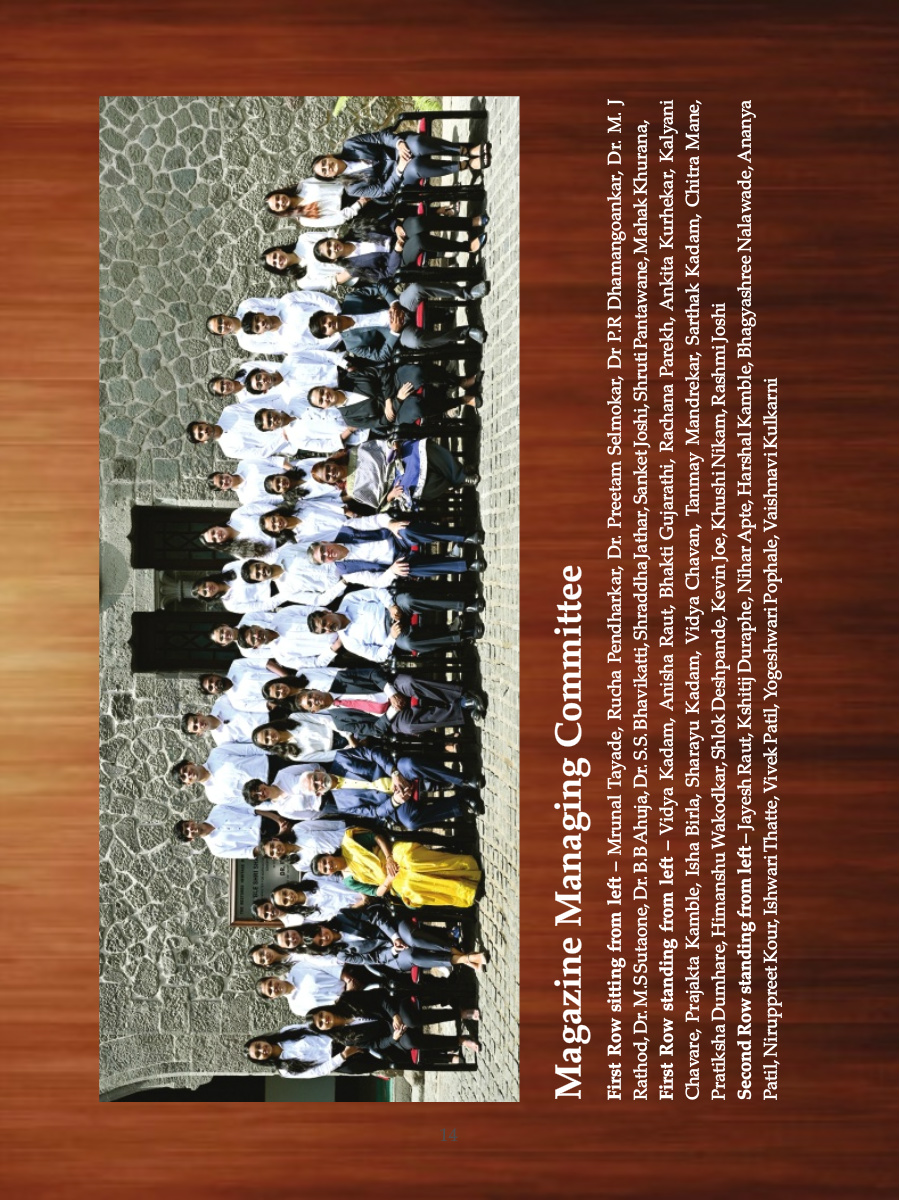 Magazine Managing Committee
First Row sitting from left – Mrunal Tayade, Rucha Pendharkar, Dr. Preetam Selmokar, Dr P.R Dhamangoankar, Dr. M. J
Rathod, Dr. M.S Sutaone, Dr. B.B Ahuja, Dr. S.S. Bhavikatti, Shraddha Jathar, Sanket Joshi, Shruti Pantawane, Mahak Khurana,
First Row standing from left – Vidya Kadam, Anisha Raut, Bhakti Gujarathi, Rachana Parekh, Ankita Kurhekar, Kalyani
Chavare, Prajakta Kamble, Isha Birla, Sharayu Kadam, Vidya Chavan, Tanmay Mandrekar, Sarthak Kadam, Chitra Mane,
Pratiksha Dumhare, Himanshu Wakodkar, Shlok Deshpande, Kevin Joe, Khushi Nikam, Rashmi Joshi
Second Row standing from left – Jayesh Raut, Kshitij Duraphe, Nihar Apte, Harshal Kamble, Bhagyashree Nalawade, Ananya
Patil, Niruppreet Kour, Ishwari Thatte, Vivek Patil, Yogeshwari Pophale, Vaishnavi Kulkarni
14